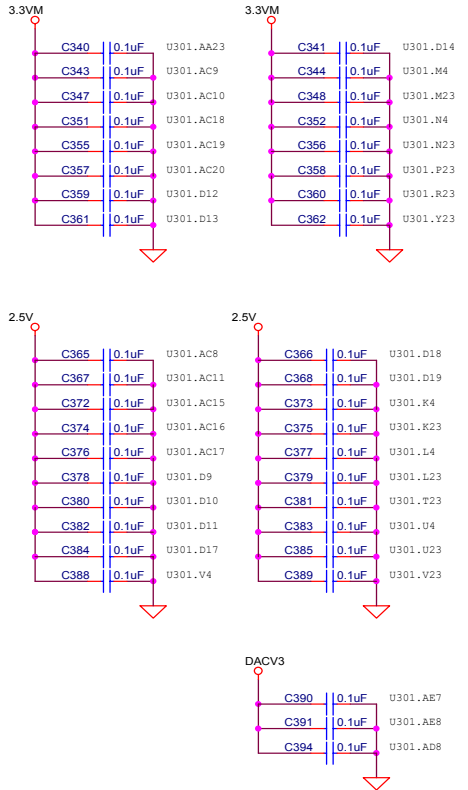 3.3VM 3.3VM
C340 0.1uF U301.AA23 C341 0.1uF U301.D14
C343 0.1uF U301.AC9 C344 0.1uF U301.M4
C347 0.1uF U301.AC10 C348 0.1uF U301.M23
C351 0.1uF U301.AC18 C352 0.1uF U301.N4
C355 0.1uF U301.AC19 C356 0.1uF U301.N23
C357 0.1uF U301.AC20 C358 0.1uF U301.P23
C359 0.1uF U301.D12 C360 0.1uF U301.R23
C361 0.1uF U301.D13 C362 0.1uF U301.Y23
2.5V 2.5V
C365 0.1uF U301.AC8 C366 0.1uF U301.D18
C367 0.1uF U301.AC11 C368 0.1uF U301.D19
C372 0.1uF U301.AC15 C373 0.1uF U301.K4
C374 0.1uF U301.AC16 C375 0.1uF U301.K23
C376 0.1uF U301.AC17 C377 0.1uF U301.L4
C378 0.1uF U301.D9 C379 0.1uF U301.L23
C380 0.1uF U301.D10 C381 0.1uF U301.T23
C382 0.1uF U301.D11 C383 0.1uF U301.U4
C384 0.1uF U301.D17 C385 0.1uF U301.U23
C388 0.1uF U301.V4 C389 0.1uF U301.V23
DACV3
C390 0.1uF U301.AE7
C391 0.1uF U301.AE8
C394 0.1uF U301.AD8